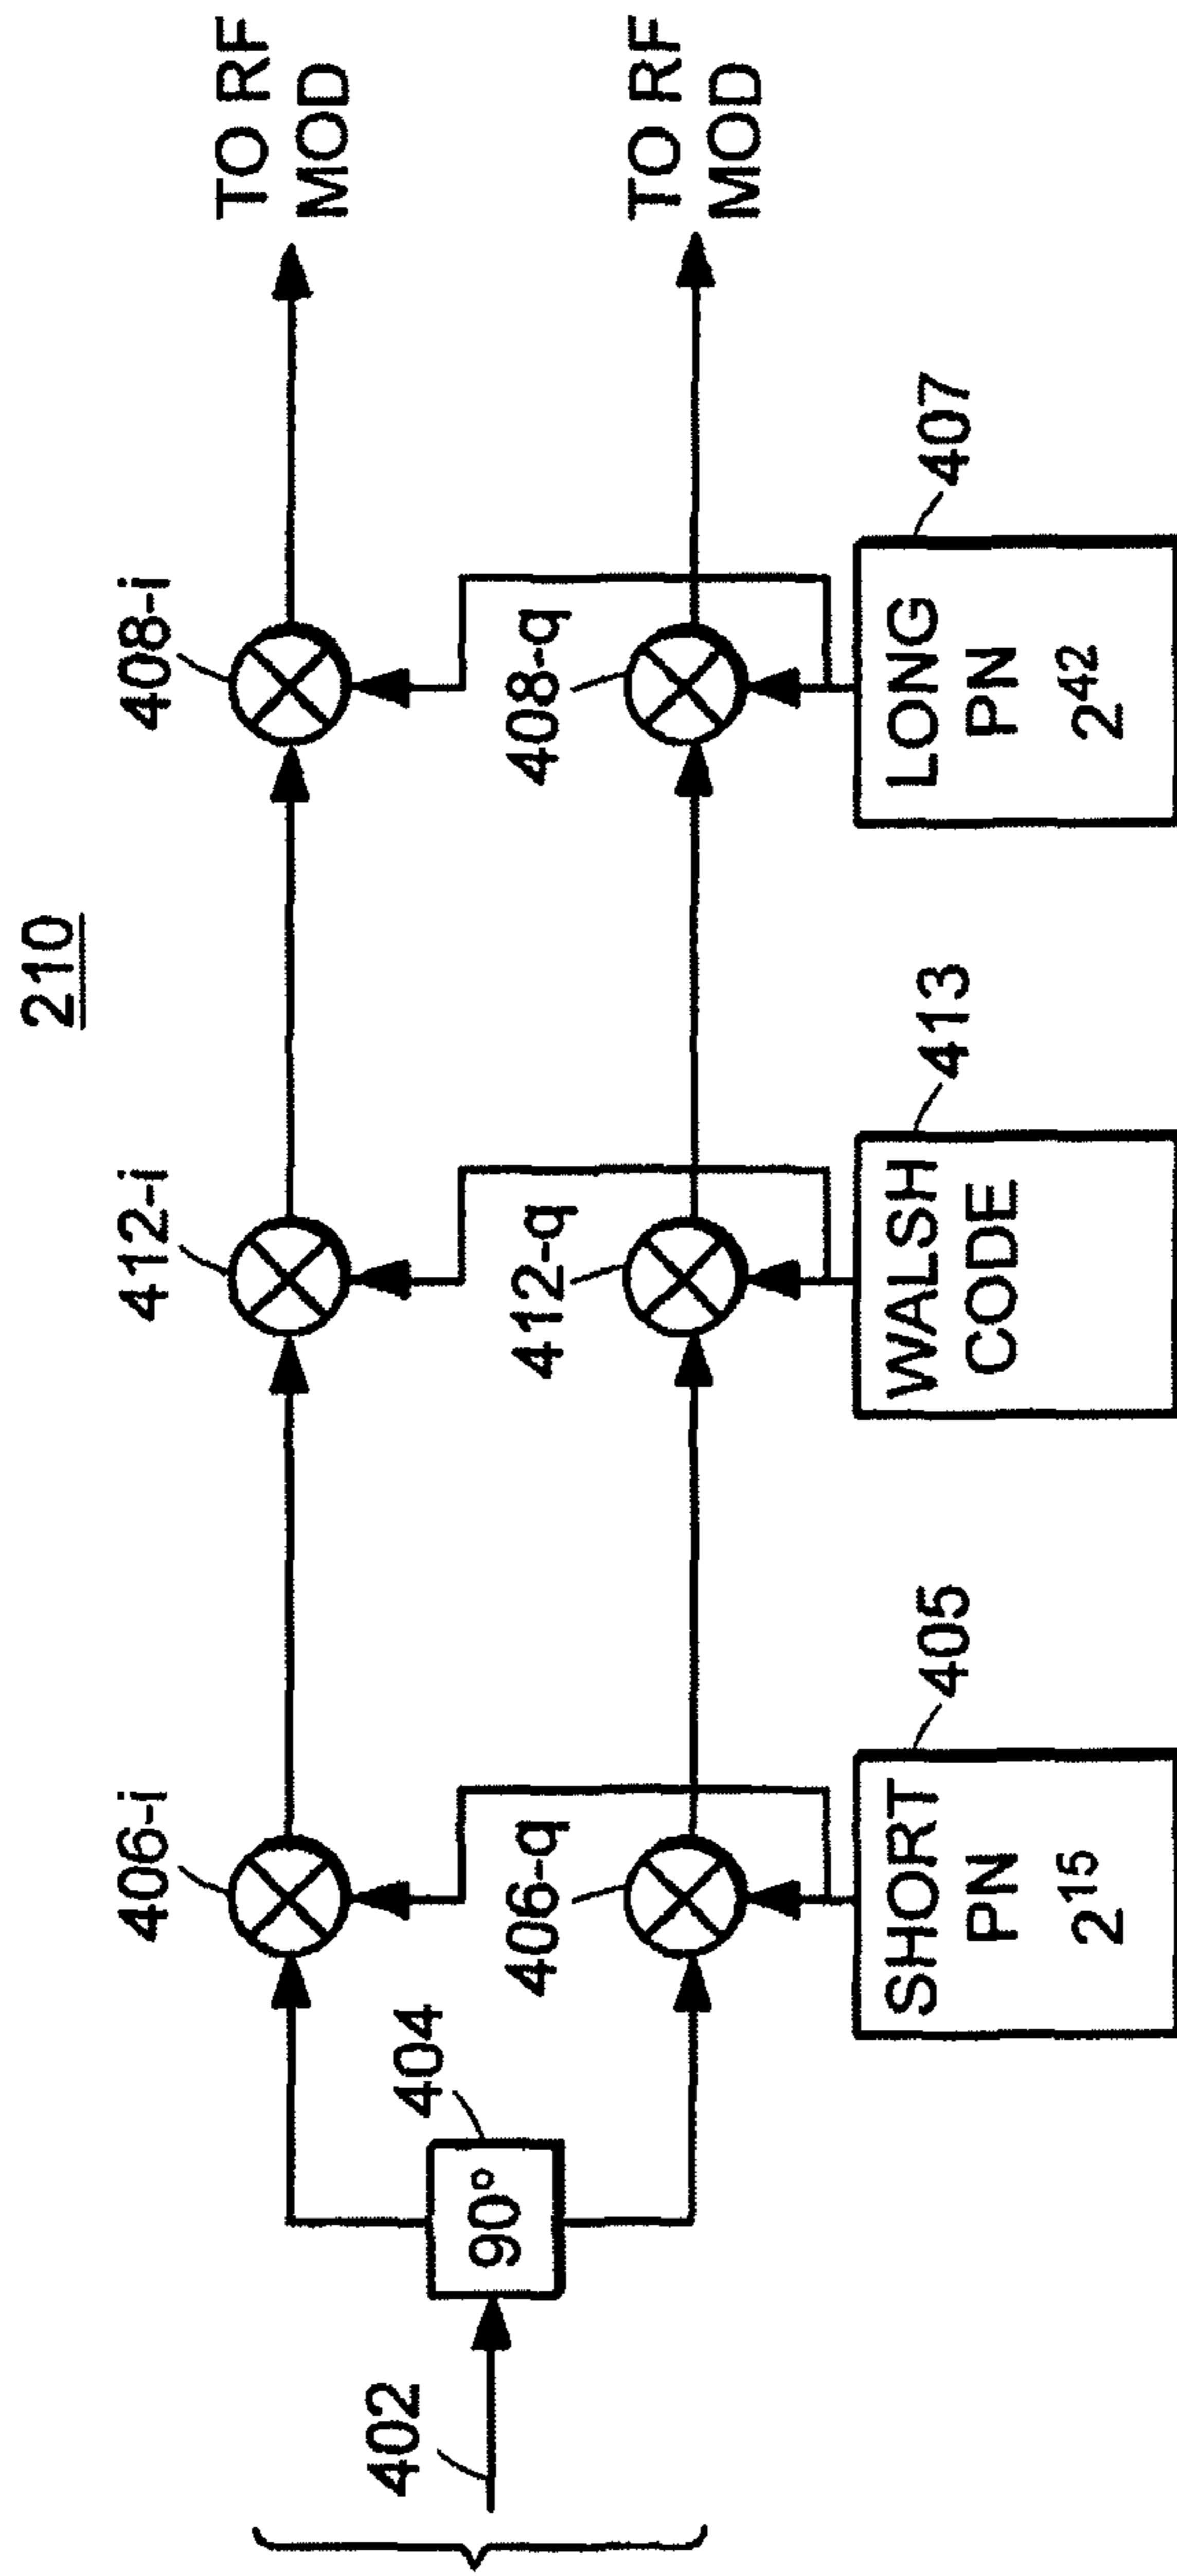 210
406-i
412-i
408-i
TO RF
MOD
402
404
90°
406-q
412-q
408-q
TO RF
MOD
405
413
407
SHORT
PN
2¹⁵
WALSH
CODE
LONG
PN
2⁴²